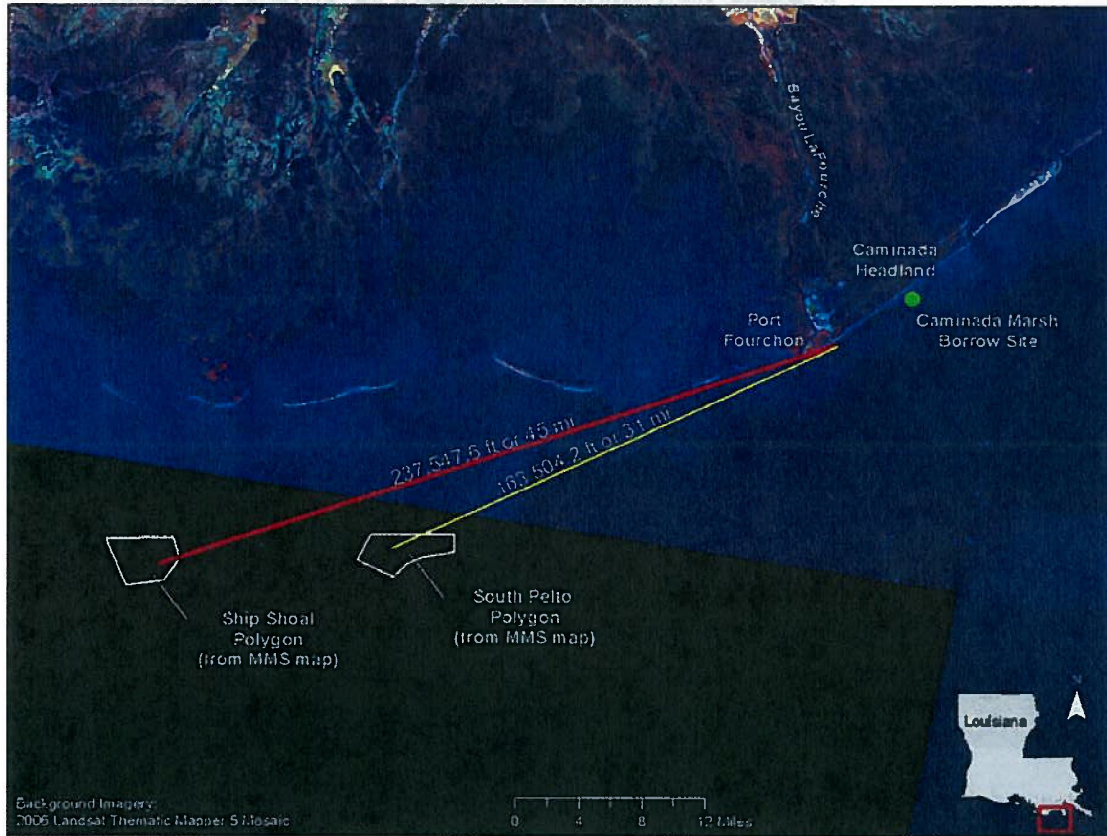 Bayou LaFourche
Caminada
Headland
Port
Fourchon
Caminada Marsh
Borrow Site
237,547.6 ft or 45 mi
163,504.2 ft or 31 mi
Ship Shoal
Polygon
(from MMS map)
South Pelto
Polygon
(from MMS map)
N
Louisiana
Background Imagery:
2005 Landsat Thematic Mapper 5 Mosaic
0 4 8 12 Miles